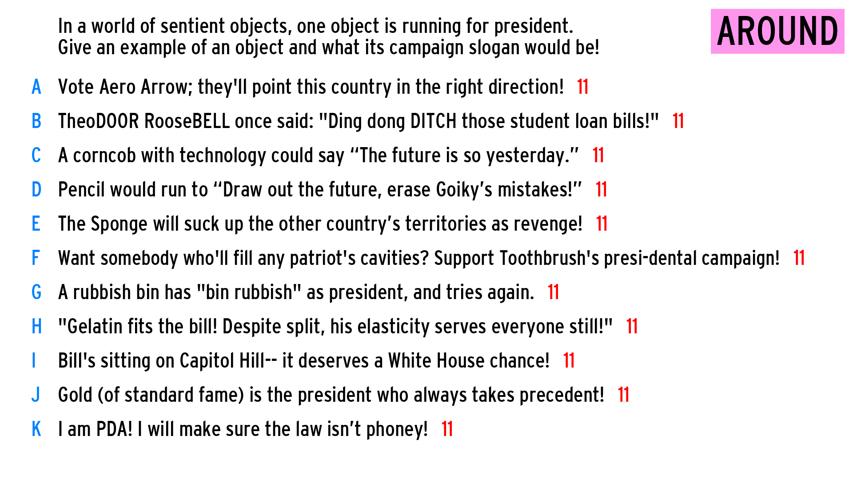 In a world of sentient objects, one object is running for president.
Give an example of an object and what its campaign slogan would be!
AROUND
A Vote Aero Arrow; they'll point this country in the right direction! 11
B TheoDOOR RooseBELL once said: "Ding dong DITCH those student loan bills!" 11
C A corncob with technology could say “The future is so yesterday.” 11
D Pencil would run to “Draw out the future, erase Goiky’s mistakes!” 11
E The Sponge will suck up the other country’s territories as revenge! 11
F Want somebody who'll fill any patriot's cavities? Support Toothbrush's presi-dental campaign! 11
G A rubbish bin has "bin rubbish" as president, and tries again. 11
H "Gelatin fits the bill! Despite split, his elasticity serves everyone still!" 11
I Bill's sitting on Capitol Hill-- it deserves a White House chance! 11
J Gold (of standard fame) is the president who always takes precedent! 11
K I am PDA! I will make sure the law isn’t phoney! 11